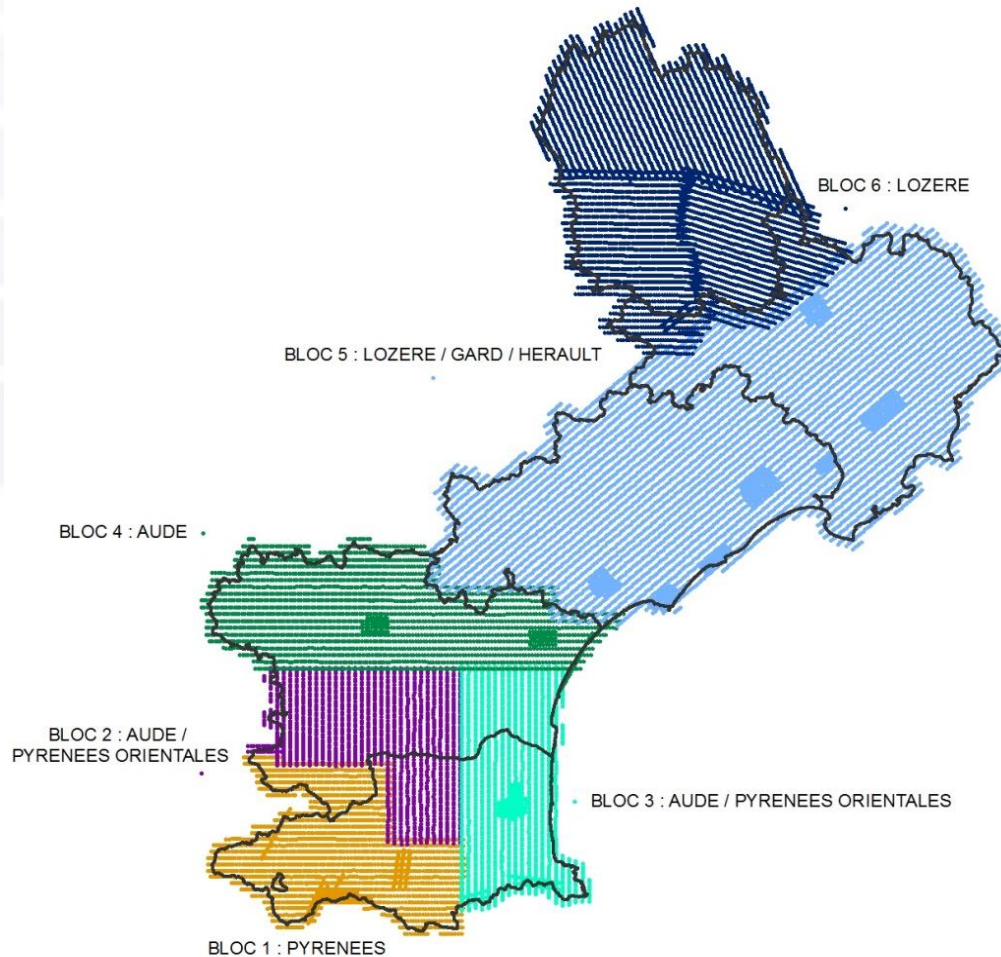 BLOC 6 : LOZERE
BLOC 5 : LOZERE / GARD / HERAULT
BLOC 4 : AUDE
BLOC 2 : AUDE /
PYRENEES ORIENTALES
BLOC 3 : AUDE / PYRENEES ORIENTALES
BLOC 1 : PYRENEES